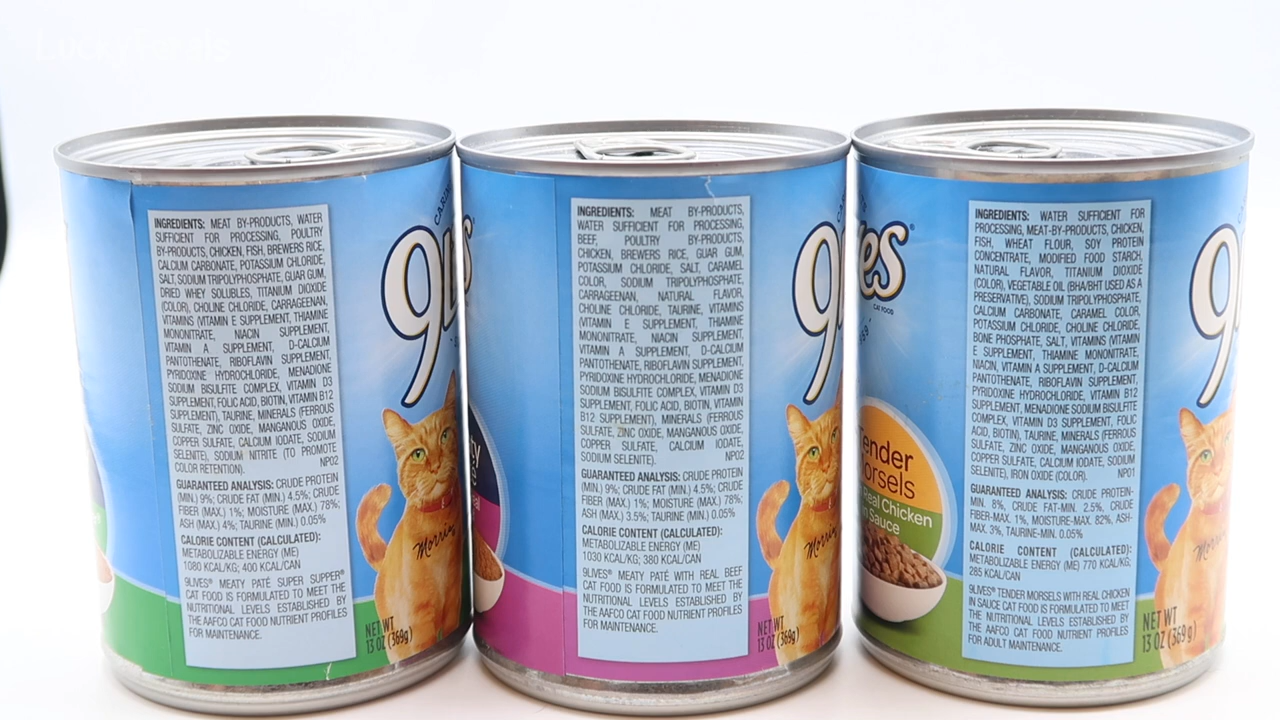 LuckyFerals
INGREDIENTS: MEAT BY-PRODUCTS, WATER
SUFFICIENT FOR PROCESSING, POULTRY
BY-PRODUCTS, CHICKEN, FISH, BREWERS RICE,
CALCIUM CARBONATE, POTASSIUM CHLORIDE,
SALT, SODIUM TRIPOLYPHOSPHATE, GUAR GUM,
DRIED WHEY SOLUBLES, TITANIUM DIOXIDE
(COLOR), CHOLINE CHLORIDE, CARRAGEENAN,
VITAMINS (VITAMIN E SUPPLEMENT, THIAMINE
MONONITRATE, NIACIN SUPPLEMENT,
VITAMIN A SUPPLEMENT, D-CALCIUM
PANTOTHENATE, RIBOFLAVIN SUPPLEMENT,
PYRIDOXINE HYDROCHLORIDE, MENADIONE
SODIUM BISULFITE COMPLEX, VITAMIN D3
SUPPLEMENT, FOLIC ACID, BIOTIN, VITAMIN B12
SUPPLEMENT), TAURINE, MINERALS (FERROUS
SULFATE, ZINC OXIDE, MANGANOUS OXIDE,
COPPER SULFATE, CALCIUM IODATE, SODIUM
SELENITE), SODIUM NITRITE (TO PROMOTE
COLOR RETENTION). NP02
GUARANTEED ANALYSIS: CRUDE PROTEIN
(MIN.) 9%; CRUDE FAT (MIN.) 4.5%; CRUDE
FIBER (MAX.) 1%; MOISTURE (MAX.) 78%;
ASH (MAX.) 4%; TAURINE (MIN.) 0.05%
CALORIE CONTENT (CALCULATED):
METABOLIZABLE ENERGY (ME)
1080 KCAL/KG; 400 KCAL/CAN
9LIVES® MEATY PATÉ SUPER SUPPER®
CAT FOOD IS FORMULATED TO MEET THE
NUTRITIONAL LEVELS ESTABLISHED BY
THE AAFCO CAT FOOD NUTRIENT PROFILES
FOR MAINTENANCE.
Morris
NET WT
13 OZ (369g)
INGREDIENTS: MEAT BY-PRODUCTS,
WATER SUFFICIENT FOR PROCESSING,
BEEF, POULTRY BY-PRODUCTS,
CHICKEN, BREWERS RICE, GUAR GUM,
POTASSIUM CHLORIDE, SALT, CARAMEL
COLOR, SODIUM TRIPOLYPHOSPHATE,
CARRAGEENAN, NATURAL FLAVOR,
CHOLINE CHLORIDE, TAURINE, VITAMINS
(VITAMIN E SUPPLEMENT, THIAMINE
MONONITRATE, NIACIN SUPPLEMENT,
VITAMIN A SUPPLEMENT, D-CALCIUM
PANTOTHENATE, RIBOFLAVIN SUPPLEMENT,
PYRIDOXINE HYDROCHLORIDE, MENADIONE
SODIUM BISULFITE COMPLEX, VITAMIN D3
SUPPLEMENT, FOLIC ACID, BIOTIN, VITAMIN
B12 SUPPLEMENT), MINERALS (FERROUS
SULFATE, ZINC OXIDE, MANGANOUS OXIDE,
COPPER SULFATE, CALCIUM IODATE,
SODIUM SELENITE). NP02
GUARANTEED ANALYSIS: CRUDE PROTEIN
(MIN.) 9%; CRUDE FAT (MIN.) 4.5%; CRUDE
FIBER (MAX.) 1%; MOISTURE (MAX.) 78%;
ASH (MAX.) 3.5%; TAURINE (MIN.) 0.05%
CALORIE CONTENT (CALCULATED):
METABOLIZABLE ENERGY (ME)
1030 KCAL/KG; 380 KCAL/CAN
9LIVES® MEATY PATÉ WITH REAL BEEF
CAT FOOD IS FORMULATED TO MEET THE
NUTRITIONAL LEVELS ESTABLISHED BY
THE AAFCO CAT FOOD NUTRIENT PROFILES
FOR MAINTENANCE.
Morris
NET WT
13 OZ (369g)
ves®
CAT FOOD
Tender
Morsels
Real Chicken
in Sauce
INGREDIENTS: WATER SUFFICIENT FOR
PROCESSING, MEAT-BY-PRODUCTS, CHICKEN,
FISH, WHEAT FLOUR, SOY PROTEIN
CONCENTRATE, MODIFIED FOOD STARCH,
NATURAL FLAVOR, TITANIUM DIOXIDE
(COLOR), VEGETABLE OIL (BHA/BHT USED AS A
PRESERVATIVE), SODIUM TRIPOLYPHOSPHATE,
CALCIUM CARBONATE, CARAMEL COLOR,
POTASSIUM CHLORIDE, CHOLINE CHLORIDE,
BONE PHOSPHATE, SALT, VITAMINS (VITAMIN
E SUPPLEMENT, THIAMINE MONONITRATE,
NIACIN, VITAMIN A SUPPLEMENT, D-CALCIUM
PANTOTHENATE, RIBOFLAVIN SUPPLEMENT,
PYRIDOXINE HYDROCHLORIDE, VITAMIN B12
SUPPLEMENT, MENADIONE SODIUM BISULFITE
COMPLEX, VITAMIN D3 SUPPLEMENT, FOLIC
ACID, BIOTIN), TAURINE, MINERALS (FERROUS
SULFATE, ZINC OXIDE, MANGANOUS OXIDE,
COPPER SULFATE, CALCIUM IODATE, SODIUM
SELENITE), IRON OXIDE (COLOR). NP01
GUARANTEED ANALYSIS: CRUDE PROTEIN-
MIN. 8%, CRUDE FAT-MIN. 2.5%, CRUDE
FIBER-MAX. 1%, MOISTURE-MAX. 82%, ASH-
MAX. 3%, TAURINE-MIN. 0.05%
CALORIE CONTENT (CALCULATED):
METABOLIZABLE ENERGY (ME) 770 KCAL/KG;
285 KCAL/CAN
9LIVES® TENDER MORSELS WITH REAL CHICKEN
IN SAUCE CAT FOOD IS FORMULATED TO MEET
THE NUTRITIONAL LEVELS ESTABLISHED BY
THE AAFCO CAT FOOD NUTRIENT PROFILES
FOR ADULT MAINTENANCE.
NET WT
13 OZ (369g)